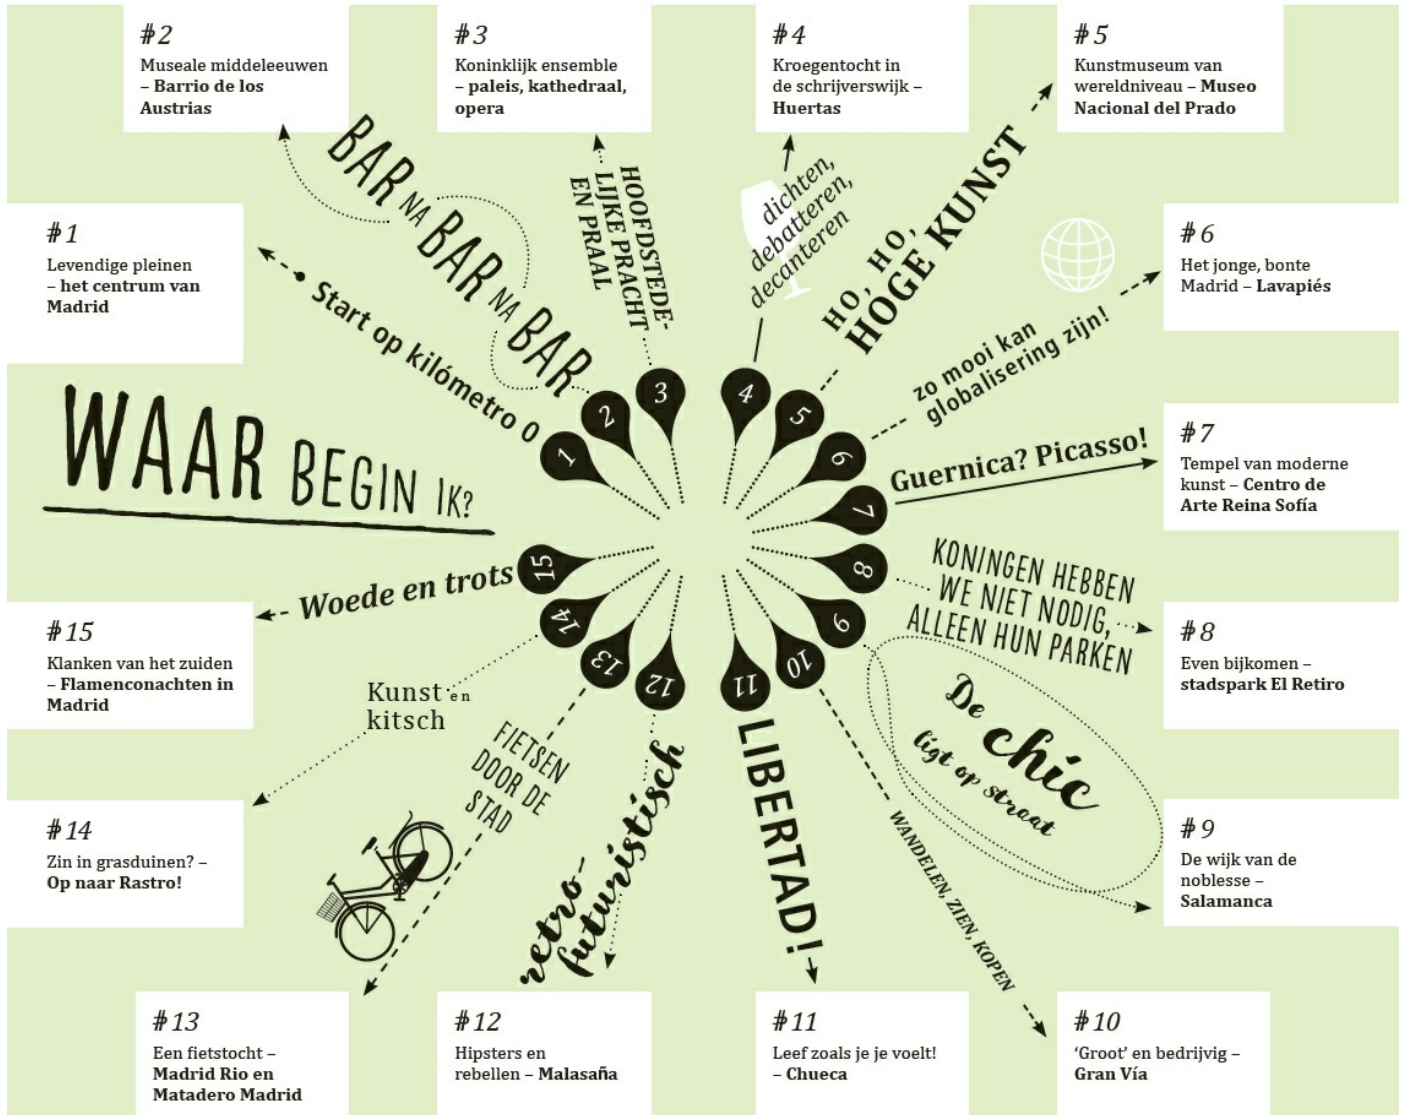 #2
Museale middeleeuwen
– Barrio de los
Austrias
#3
Koninklijk ensemble
– paleis, kathedraal,
opera
#4
Kroegentocht in
de schrijverswijk –
Huertas
#5
Kunstmuseum van
wereldniveau – Museo
Nacional del Prado
#1
Levendige pleinen
– het centrum van
Madrid
Start op kilómetro 0
BAR NA BAR NA BAR
HOOFDSTEDE-
LIJKE PRACHT
EN PRAAL
dichten,
debatteren,
decanteren
HO, HO,
HOGE KUNST
zo mooi kan
globalisering zijn!
#6
Het jonge, bonte
Madrid – Lavapiés
WAAR BEGIN IK?
1
2
3
4
5
6
7
8
9
10
11
12
13
14
15
Guernica? Picasso!
#7
Tempel van moderne
kunst – Centro de
Arte Reina Sofía
KONINGEN HEBBEN
WE NIET NODIG,
ALLEEN HUN PARKEN
#8
Even bijkomen –
stadspark El Retiro
Woede en trots
#15
Klanken van het zuiden
– Flamenconachten in
Madrid
Kunst en
kitsch
#14
Zin in grasduinen? –
Op naar Rastro!
FIETSEN
DOOR DE
STAD
retro-
futuristisch
LIBERTAD!
WANDELEN, ZIEN, KOPEN
De chic
ligt op straat
#9
De wijk van de
noblesse –
Salamanca
#13
Een fietstocht –
Madrid Rio en
Matadero Madrid
#12
Hipsters en
rebellen – Malasaña
#11
Leef zoals je je voelt!
– Chueca
#10
‘Groot’ en bedrijvig –
Gran Vía